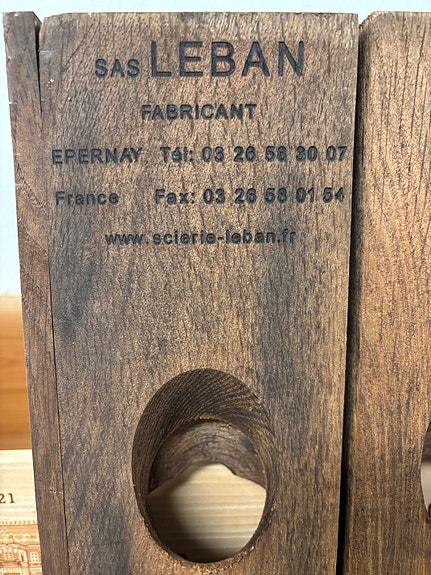 SAS LEBAN
FABRICANT
EPERNAY Tél: 03 26 58 30 07
France Fax: 03 26 58 01 54
www.scierie-leban.fr
21